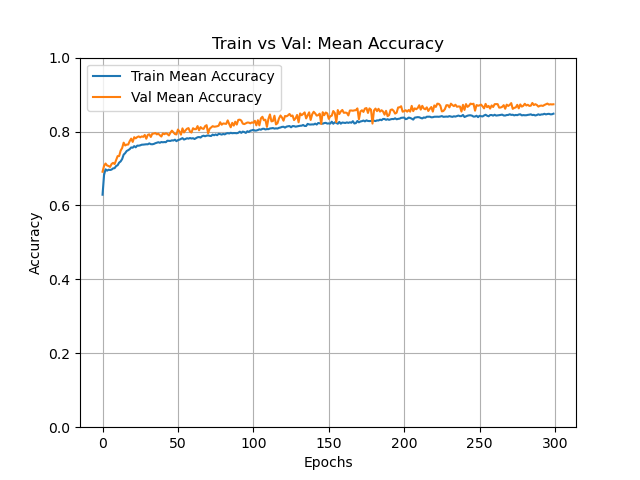 Train vs Val: Mean Accuracy
Train Mean Accuracy
Val Mean Accuracy
1.0
0.8
0.6
0.4
0.2
0.0
Accuracy
0 50 100 150 200 250 300
Epochs